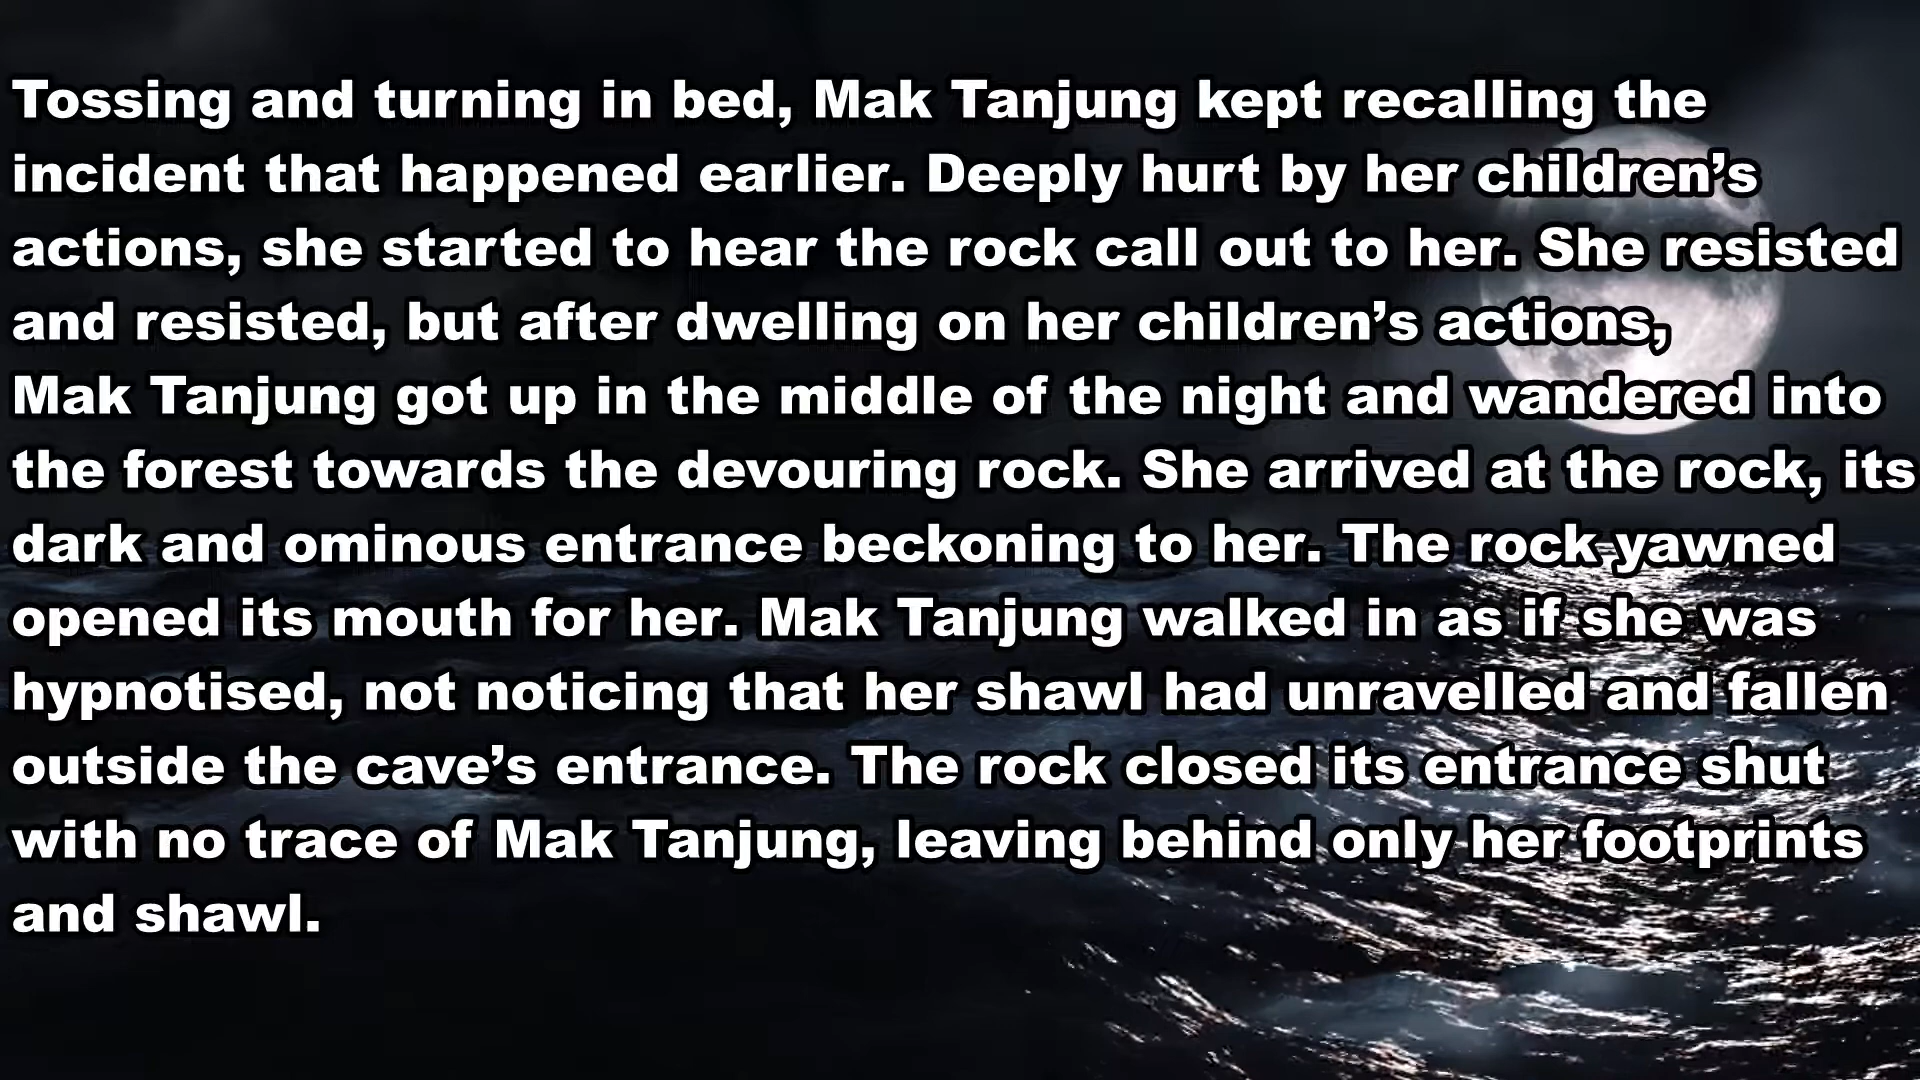 Tossing and turning in bed, Mak Tanjung kept recalling the
incident that happened earlier. Deeply hurt by her children’s
actions, she started to hear the rock call out to her. She resisted
and resisted, but after dwelling on her children’s actions,
Mak Tanjung got up in the middle of the night and wandered into
the forest towards the devouring rock. She arrived at the rock, its
dark and ominous entrance beckoning to her. The rock yawned
opened its mouth for her. Mak Tanjung walked in as if she was
hypnotised, not noticing that her shawl had unravelled and fallen
outside the cave’s entrance. The rock closed its entrance shut
with no trace of Mak Tanjung, leaving behind only her footprints
and shawl.